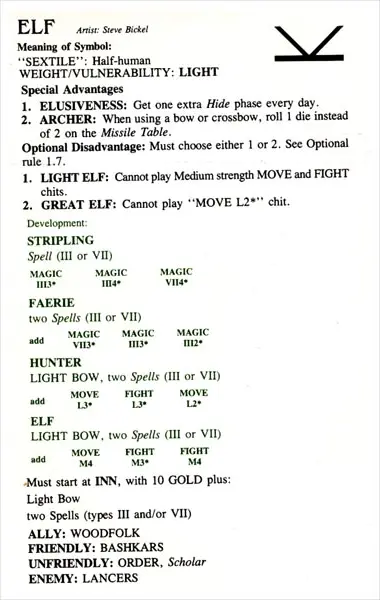 ELF Artist: Steve Bickel
Meaning of Symbol:
"SEXTILE": Half-human
WEIGHT/VULNERABILITY: LIGHT
Special Advantages
1. ELUSIVENESS: Get one extra Hide phase every day.
2. ARCHER: When using a bow or crossbow, roll 1 die instead
of 2 on the Missile Table.
Optional Disadvantage: Must choose either 1 or 2. See Optional
rule 1.7.
1. LIGHT ELF: Cannot play Medium strength MOVE and FIGHT
chits.
2. GREAT ELF: Cannot play "MOVE L2*" chit.
Development:
STRIPLING
Spell (III or VII)
MAGIC MAGIC MAGIC
III3* III4* VII4*
FAERIE
two Spells (III or VII)
add MAGIC MAGIC MAGIC
VII3* III3* III2*
HUNTER
LIGHT BOW, two Spells (III or VII)
add MOVE FIGHT MOVE
L3* L3* L2*
ELF
LIGHT BOW, two Spells (III or VII)
add MOVE FIGHT FIGHT
M4 M3* M4
Must start at INN, with 10 GOLD plus:
Light Bow
two Spells (types III and/or VII)
ALLY: WOODFOLK
FRIENDLY: BASHKARS
UNFRIENDLY: ORDER, Scholar
ENEMY: LANCERS